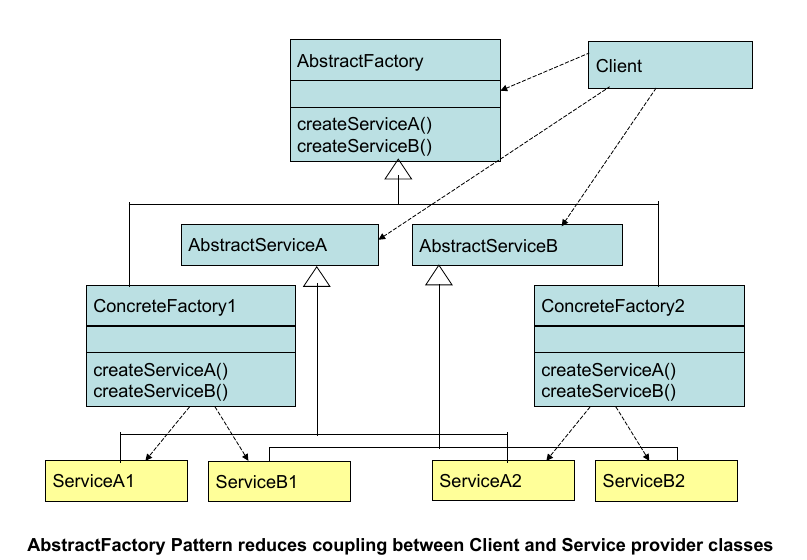 AbstractFactory
Client
createServiceA()
createServiceB()
AbstractServiceA
AbstractServiceB
ConcreteFactory1
ConcreteFactory2
createServiceA()
createServiceB()
createServiceA()
createServiceB()
ServiceA1
ServiceB1
ServiceA2
ServiceB2
AbstractFactory Pattern reduces coupling between Client and Service provider classes